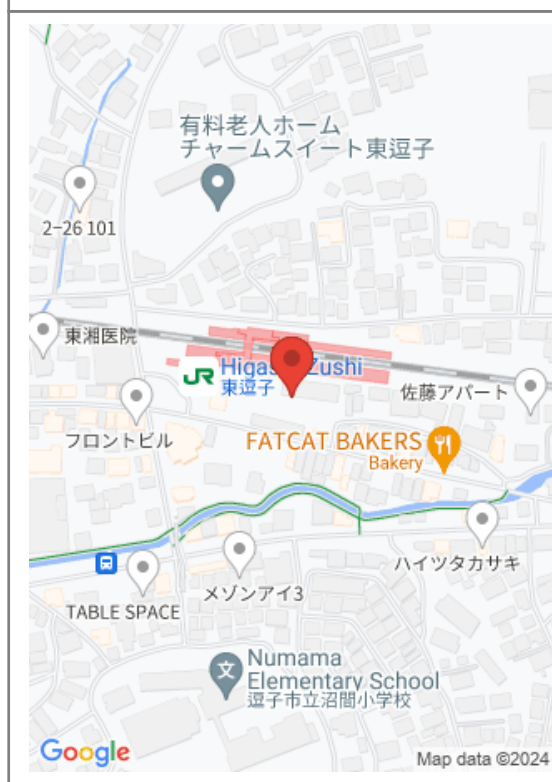 有料老人ホーム
チャームスイート東逗子
2-26 101
東湘医院
JR
Higas Zushi
東逗子
佐藤アパート
フロントビル
FATCAT BAKERS
Bakery
ハイツタカサキ
メゾンアイ3
TABLE SPACE
文
Numama
Elementary School
逗子市立沼間小学校
Google
Map data ©2024